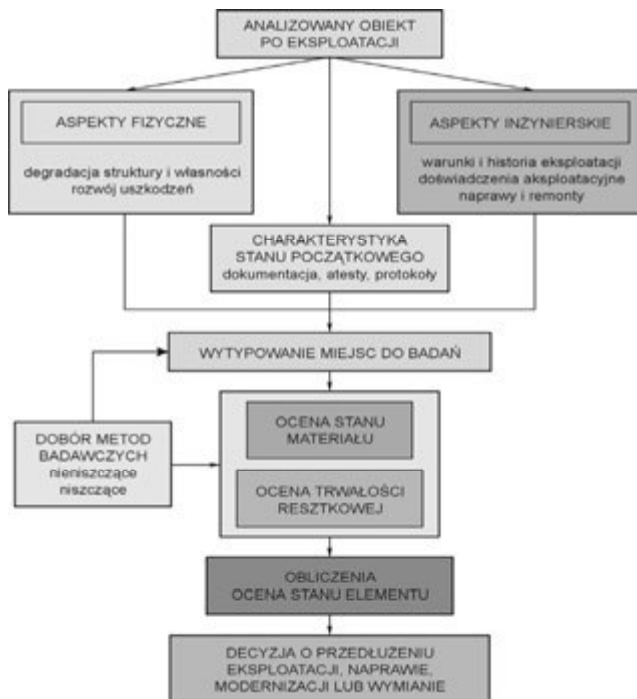 ANALIZOWANY OBIEKT
PO EKSPLOATACJI
ASPEKTY FIZYCZNE
degradacja struktury i własności
rozwój uszkodzeń
ASPEKTY INŻYNIERSKIE
warunki i historia eksploatacji
doświadczenia aksploatacyjne
naprawy i remonty
CHARAKTERYSTYKA
STANU POCZĄTKOWEGO
dokumentacja, atesty, protokoły
WYTYPOWANIE MIEJSC DO BADAŃ
DOBÓR METOD
BADAWCZYCH
nieniszczące
niszczące
OCENA STANU
MATERIAŁU
OCENA TRWAŁOŚCI
RESZTKOWEJ
OBLICZENIA
OCENA STANU ELEMENTU
DECYZJA O PRZEDŁUŻENIU
EKSPLOATACJI, NAPRAWIE,
MODERNIZACJI LUB WYMIANIE